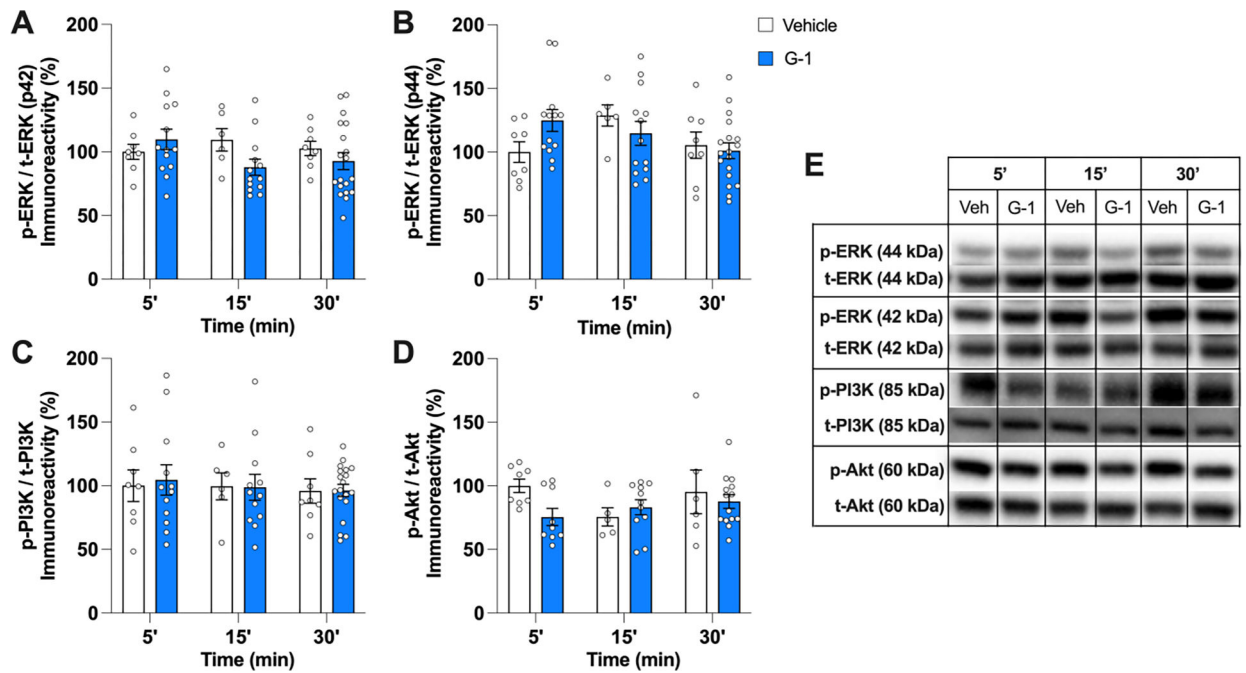 A
p-ERK / t-ERK (p42)
Immunoreactivity (%)
200
150
100
50
0
5' 15' 30'
Time (min)
B
p-ERK / t-ERK (p44)
Immunoreactivity (%)
200
150
100
50
0
5' 15' 30'
Time (min)
Vehicle
G-1
C
p-PI3K / t-PI3K
Immunoreactivity (%)
200
150
100
50
0
5' 15' 30'
Time (min)
D
p-Akt / t-Akt
Immunoreactivity (%)
200
150
100
50
0
5' 15' 30'
Time (min)
E
5' 15' 30'
Veh G-1 Veh G-1 Veh G-1
p-ERK (44 kDa)
t-ERK (44 kDa)
p-ERK (42 kDa)
t-ERK (42 kDa)
p-PI3K (85 kDa)
t-PI3K (85 kDa)
p-Akt (60 kDa)
t-Akt (60 kDa)